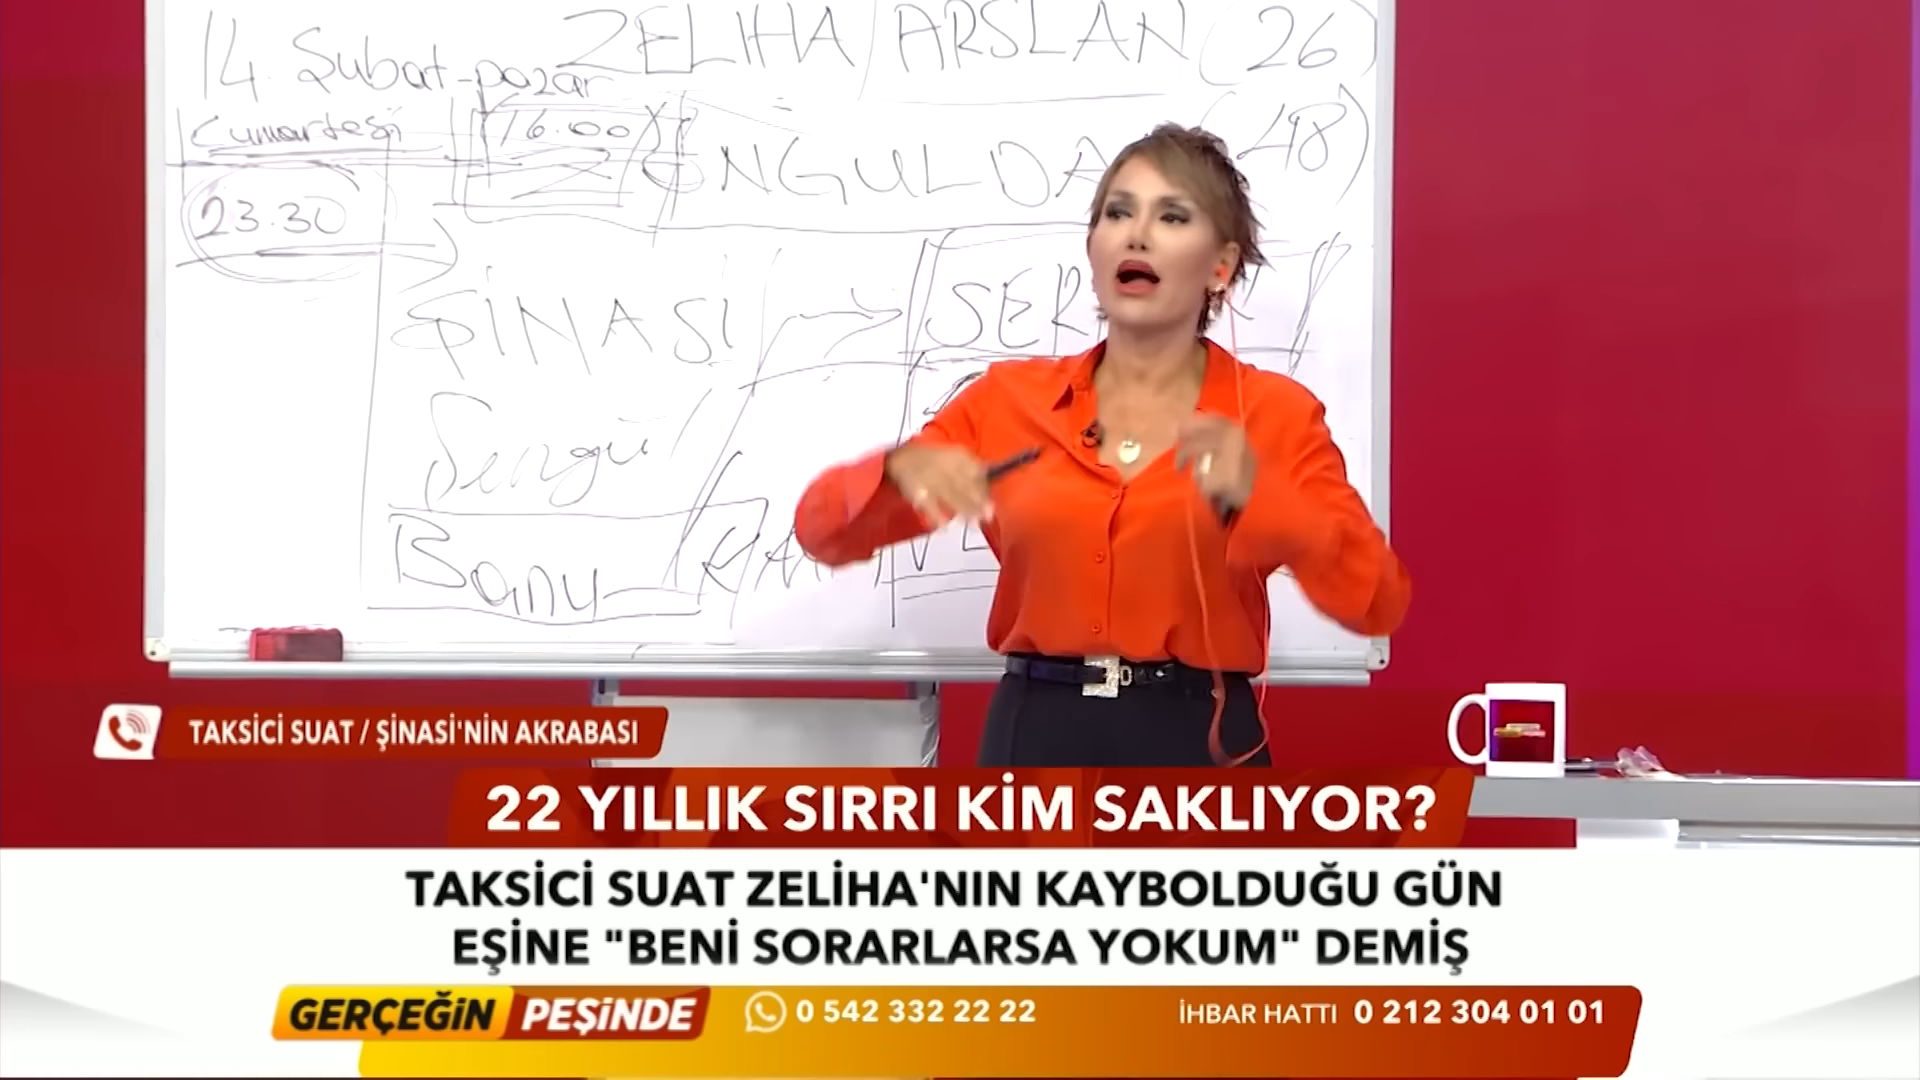 14 Şubat-pazar ZELİHA ARSLAN (26)
Cumartesi 16.00 (48)
23.30
ŞİNASİ SER
Sengü
Banu
TAKSİCİ SUAT / ŞİNASİ'NİN AKRABASI
22 YILLIK SIRRI KİM SAKLIYOR?
TAKSİCİ SUAT ZELİHA'NIN KAYBOLDUĞU GÜN
EŞİNE "BENİ SORARLARSA YOKUM" DEMİŞ
GERÇEĞİN PEŞİNDE 0 542 332 22 22 İHBAR HATTI 0 212 304 01 01